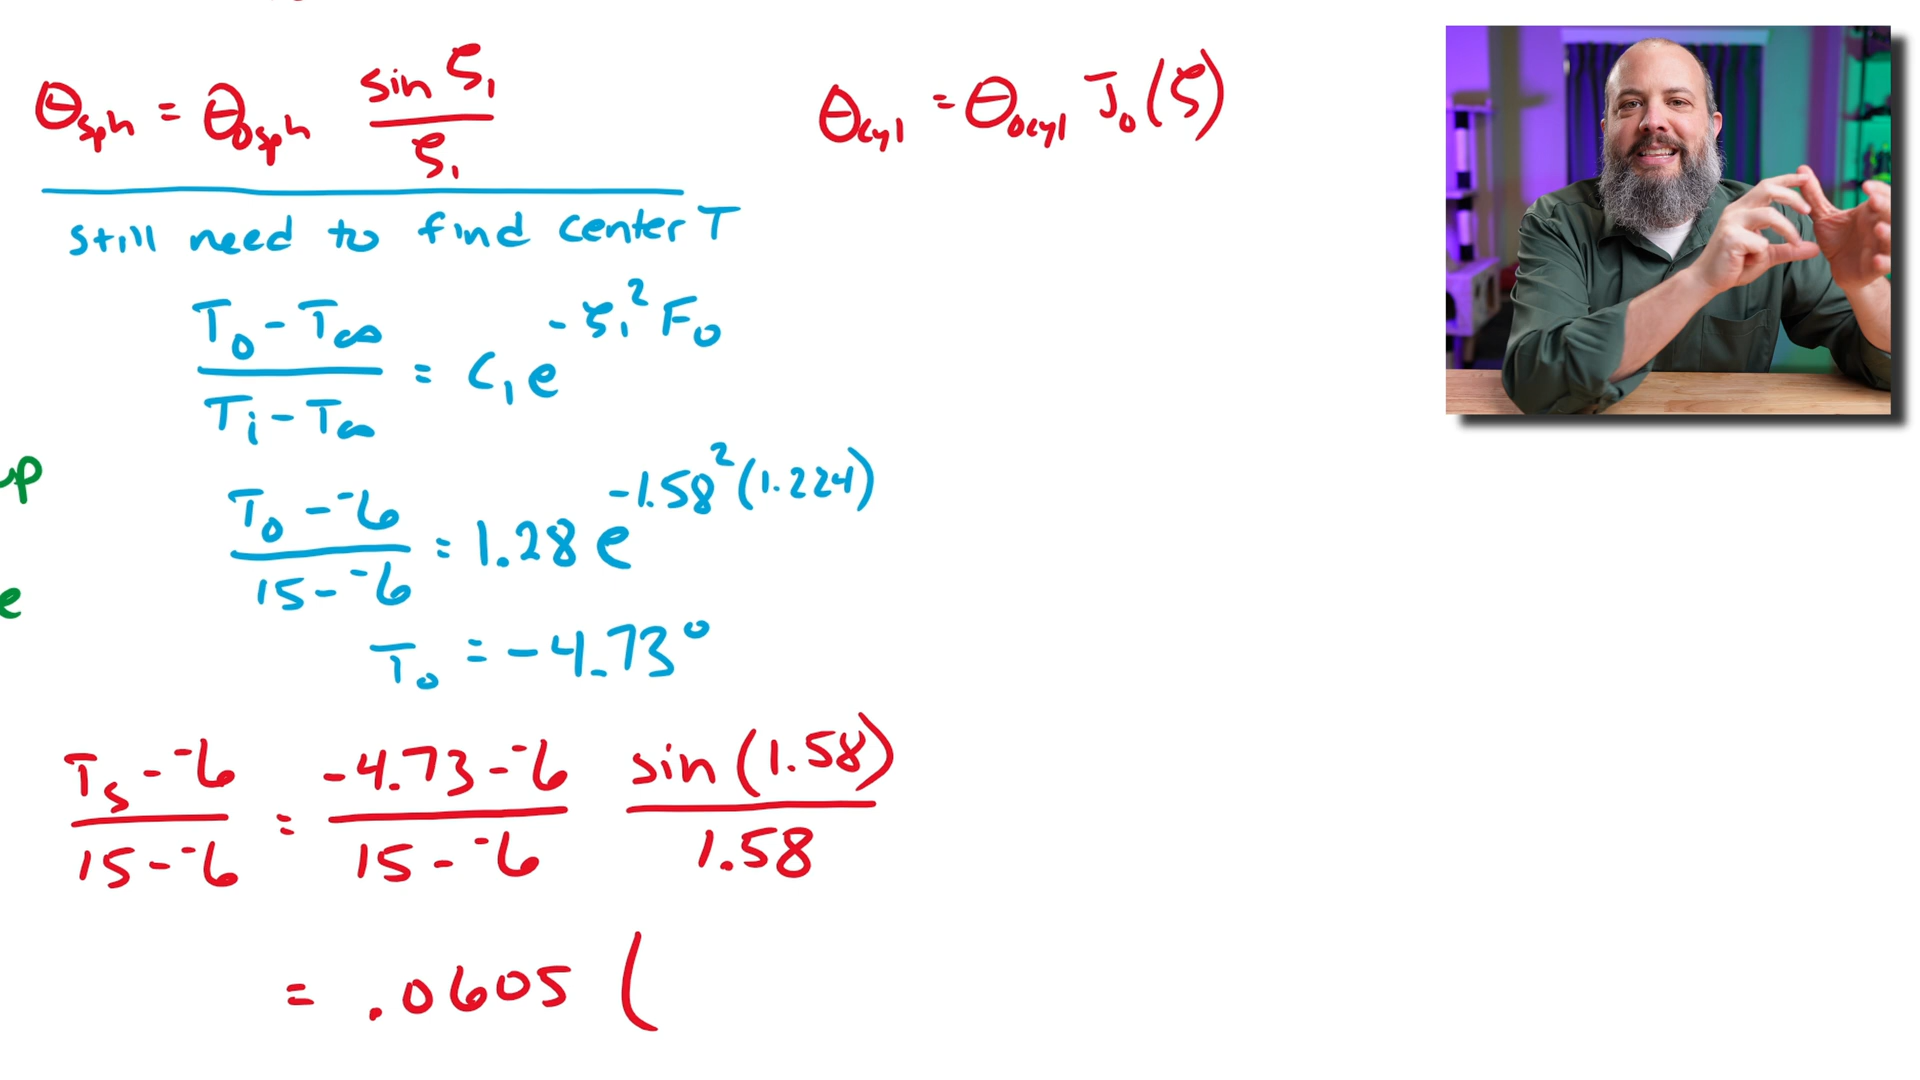 θsph = θ0sph sin ζ₁ / ζ₁
θcyl = θ0cyl J₀(ζ)
still need to find center T
T₀ - T∞ / Ti - T∞ = C₁ e^-ζ₁² F₀
up
T₀ - -6 / 15 - -6 = 1.28 e^-1.58² (1.224)
e
T₀ = -4.73°
Ts - -6 / 15 - -6 = -4.73 - -6 / 15 - -6 sin (1.58) / 1.58
= .0605 (